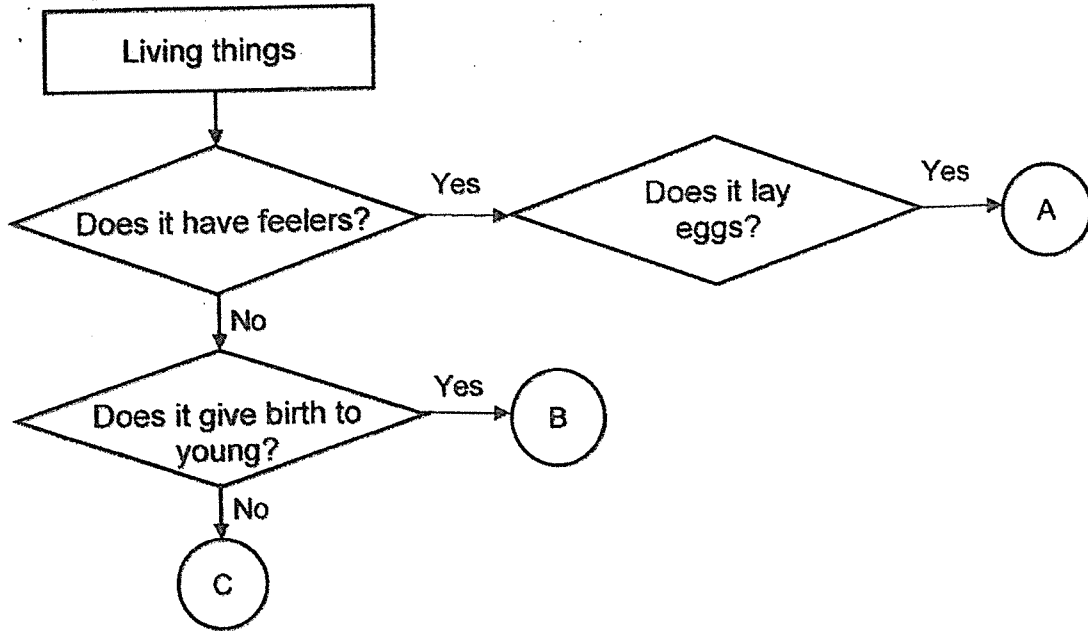 Living things
Does it have feelers?
Yes
Does it lay
eggs?
Yes
A
No
Does it give birth to
young?
Yes
B
No
C